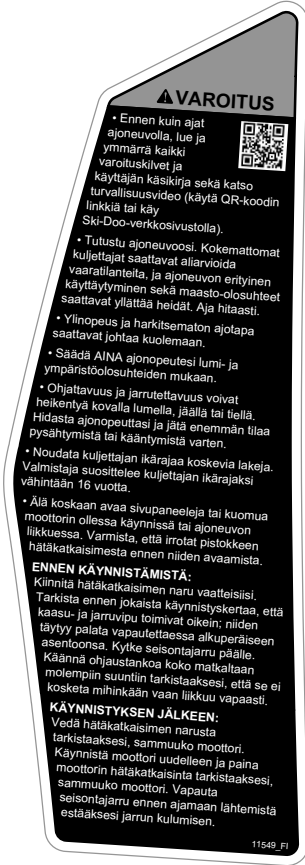 VAROITUS
• Ennen kuin ajat
ajoneuvolla, lue ja
ymmärrä kaikki
varoituskilvet ja
käyttäjän käsikirja sekä katso
turvallisuusvideo (käytä QR-koodin
linkkiä tai käy
Ski-Doo-verkkosivustolla).
• Tutustu ajoneuvoosi. Kokemattomat
kuljettajat saattavat aliarvioida
vaaratilanteita, ja ajoneuvon erityinen
käyttäytyminen sekä maasto-olosuhteet
saattavat yllättää heidät. Aja hitaasti.
• Ylinopeus ja harkitsematon ajotapa
saattavat johtaa kuolemaan.
• Säädä AINA ajonopeutesi lumi- ja
ympäristöolosuhteiden mukaan.
• Ohjattavuus ja jarrutettavuus voivat
heikentyä kovalla lumella, jäällä tai tiellä.
Hidasta ajonopeuttasi ja jätä enemmän tilaa
pysähtymistä tai kääntymistä varten.
• Noudata kuljettajan ikärajaa koskevia lakeja.
Valmistaja suosittelee kuljettajan ikärajaksi
vähintään 16 vuotta.
• Älä koskaan avaa sivupaneeleja tai kuomua
moottorin ollessa käynnissä tai ajoneuvon
liikkuessa. Varmista, että irrotat pistokkeen
hätäkatkaisimesta ennen niiden avaamista.
ENNEN KÄYNNISTÄMISTÄ:
Kiinnitä hätäkatkaisimen naru vaatteisiisi.
Tarkista ennen jokaista käynnistyskertaa, että
kaasu- ja jarruvipu toimivat oikein; niiden
täytyy palata vapautettaessa alkuperäiseen
asentoonsa. Kytke seisontajarru päälle.
Käännä ohjaustankoa koko matkaltaan
molempiin suuntiin tarkistaaksesi, että se ei
kosketa mihinkään vaan liikkuu vapaasti.
KÄYNNISTYKSEN JÄLKEEN:
Vedä hätäkatkaisimen narusta
tarkistaaksesi, sammuuko moottori.
Käynnistä moottori uudelleen ja paina
moottorin hätäkatkaisinta tarkistaaksesi,
sammuuko moottori. Vapauta
seisontajarru ennen ajamaan lähtemistä
estääksesi jarrun kulumisen.
11549_FI